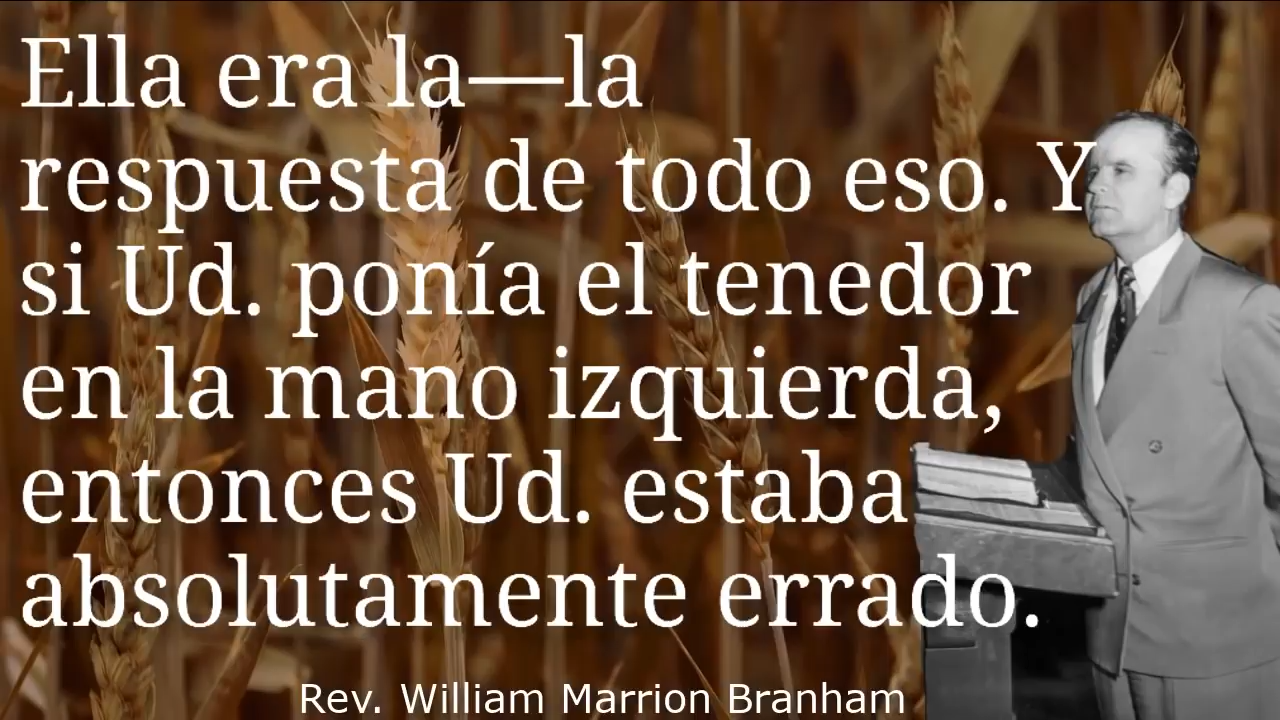 Ella era la—la
respuesta de todo eso. Y
si Ud. ponía el tenedor
en la mano izquierda,
entonces Ud. estaba
absolutamente errado.
Rev. William Marrion Branham